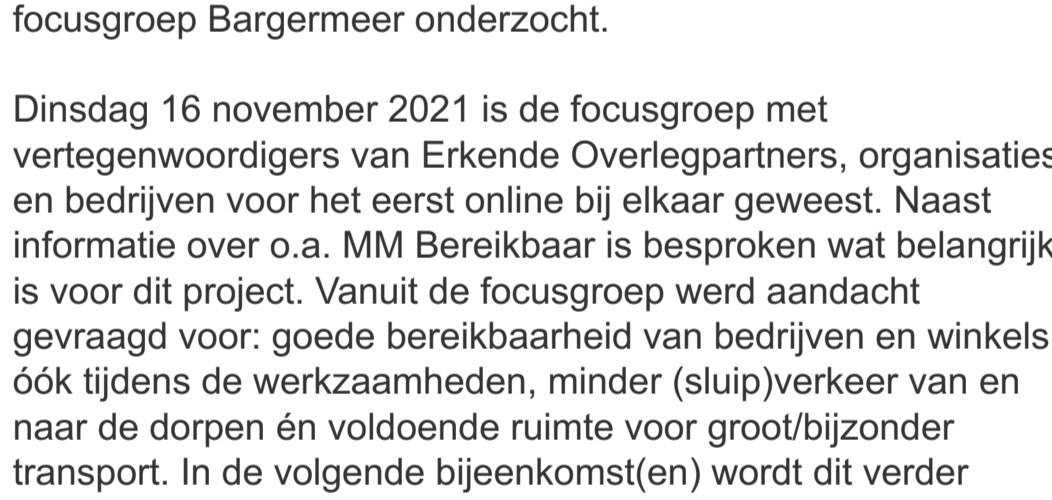 focusgroep Bargermeer onderzocht.
Dinsdag 16 november 2021 is de focusgroep met
vertegenwoordigers van Erkende Overlegpartners, organisaties
en bedrijven voor het eerst online bij elkaar geweest. Naast
informatie over o.a. MM Bereikbaar is besproken wat belangrijk
is voor dit project. Vanuit de focusgroep werd aandacht
gevraagd voor: goede bereikbaarheid van bedrijven en winkels
óók tijdens de werkzaamheden, minder (sluip)verkeer van en
naar de dorpen én voldoende ruimte voor groot/bijzonder
transport. In de volgende bijeenkomst(en) wordt dit verder